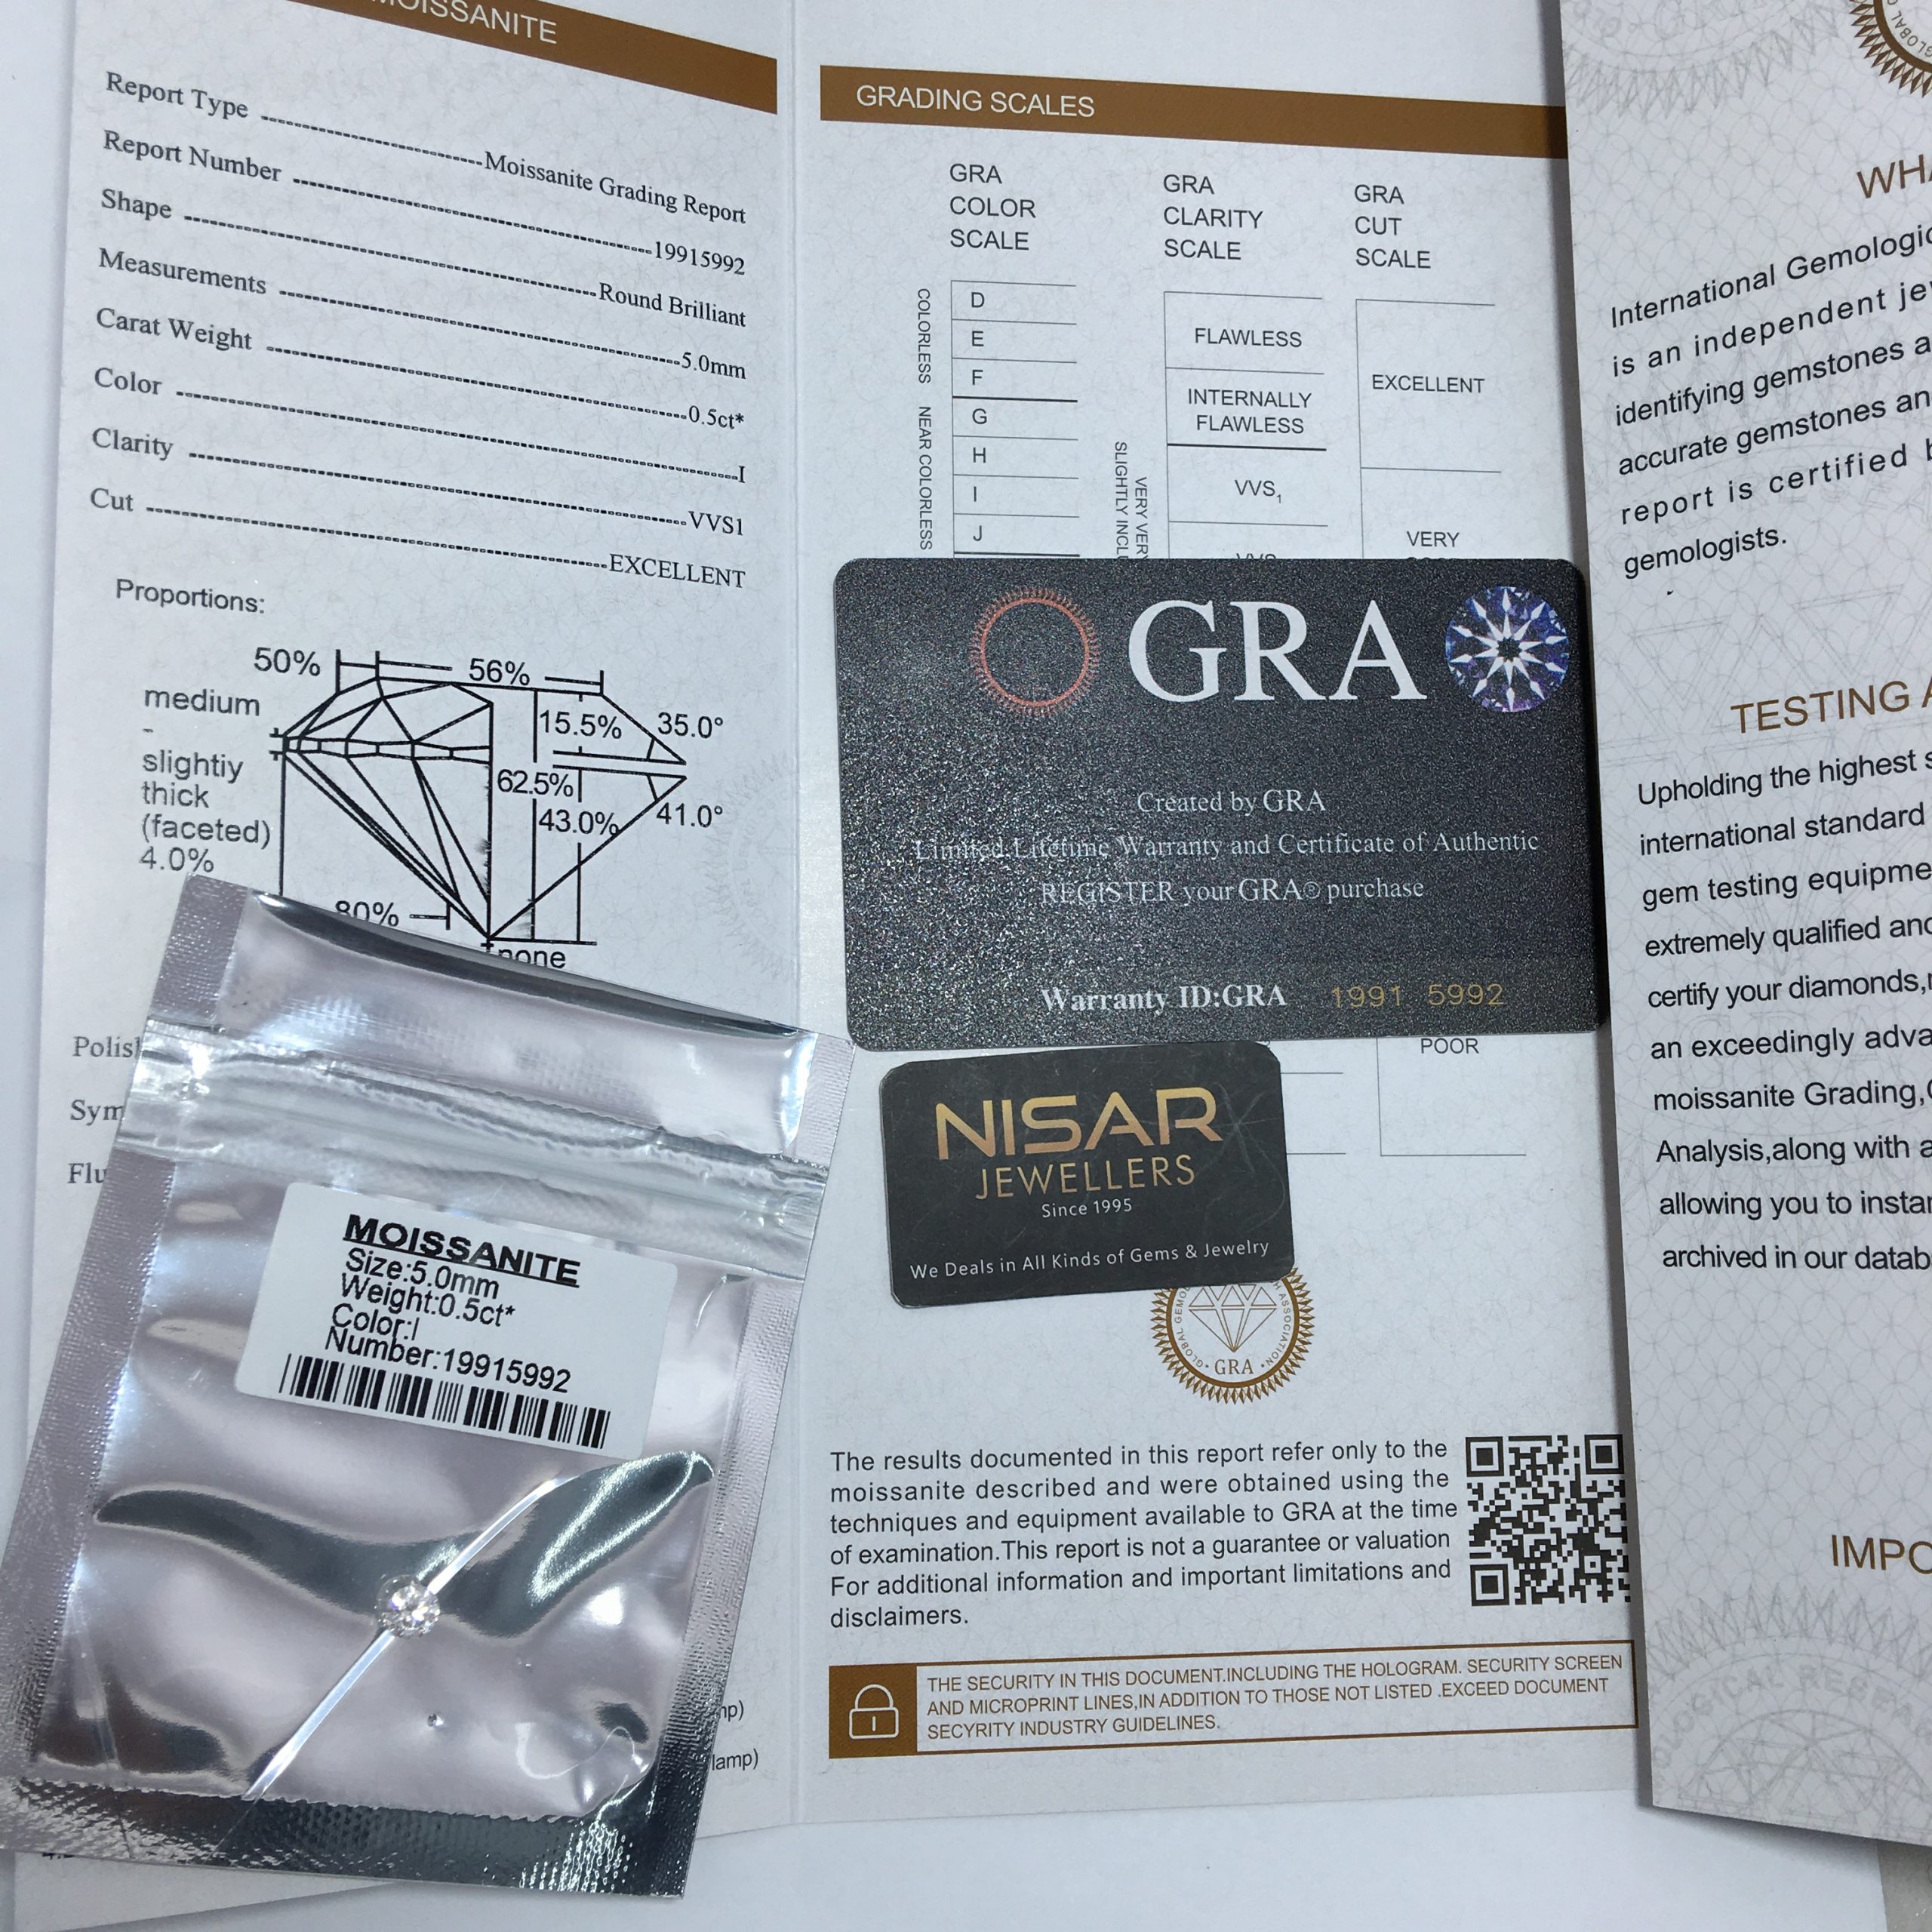 MOISSANITE
Report Type Moissanite Grading Report
Report Number 19915992
Shape Round Brilliant
Measurements 5.0mm
Carat Weight 0.5ct*
Color I
Clarity VVS1
Cut EXCELLENT
Proportions:
50%
56%
medium
-
slightiy
thick
(faceted)
4.0%
15.5%
35.0°
62.5%
43.0%
41.0°
80%
none
MOISSANITE
Size:5.0mm
Weight:0.5ct*
Color:I
Number:19915992
lamp)
GRADING SCALES
GRA
COLOR
SCALE
GRA
CLARITY
SCALE
GRA
CUT
SCALE
COLORLESS
NEAR COLORLESS
D
E
F
G
H
I
J
VERY VERY
SLIGHTLY
FLAWLESS
INTERNALLY
FLAWLESS
VVS1
EXCELLENT
VERY
POOR
GRA
Created by GRA
Limited Lifetime Warranty and Certificate of Authentic
REGISTER your GRA® purchase
Warranty ID:GRA 1991 5992
NISAR
JEWELLERS
Since 1995
We Deals in All Kinds of Gems & Jewelry
GRA
The results documented in this report refer only to the
moissanite described and were obtained using the
techniques and equipment available to GRA at the time
of examination.This report is not a guarantee or valuation
For additional information and important limitations and
disclaimers.
THE SECURITY IN THIS DOCUMENT.INCLUDING THE HOLOGRAM. SECURITY SCREEN
AND MICROPRINT LINES,IN ADDITION TO THOSE NOT LISTED .EXCEED DOCUMENT
SECYRITY INDUSTRY GUIDELINES.
International
is an independent
identifying gemstones
accurate gemstones
report is certified
gemologists.
TESTING
Upholding the highest
international standard
gem testing
extremely qualified
certify your diamonds,
an exceedingly
moissanite Grading,
Analysis,along with
allowing you to
archived in our